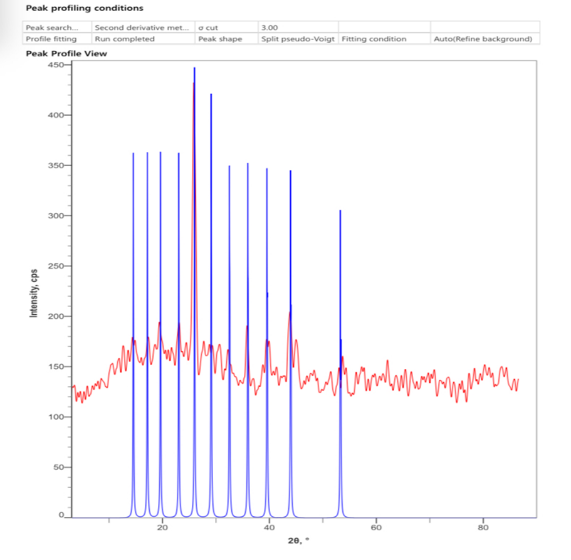 Peak profiling conditions
Peak search... Second derivative met... σ cut 3.00
Profile fitting Run completed Peak shape Split pseudo-Voigt Fitting condition Auto(Refine background)
Peak Profile View
450
400
350
300
250
200
150
100
50
0
Intensity, cps
20 40 60 80
2θ, °